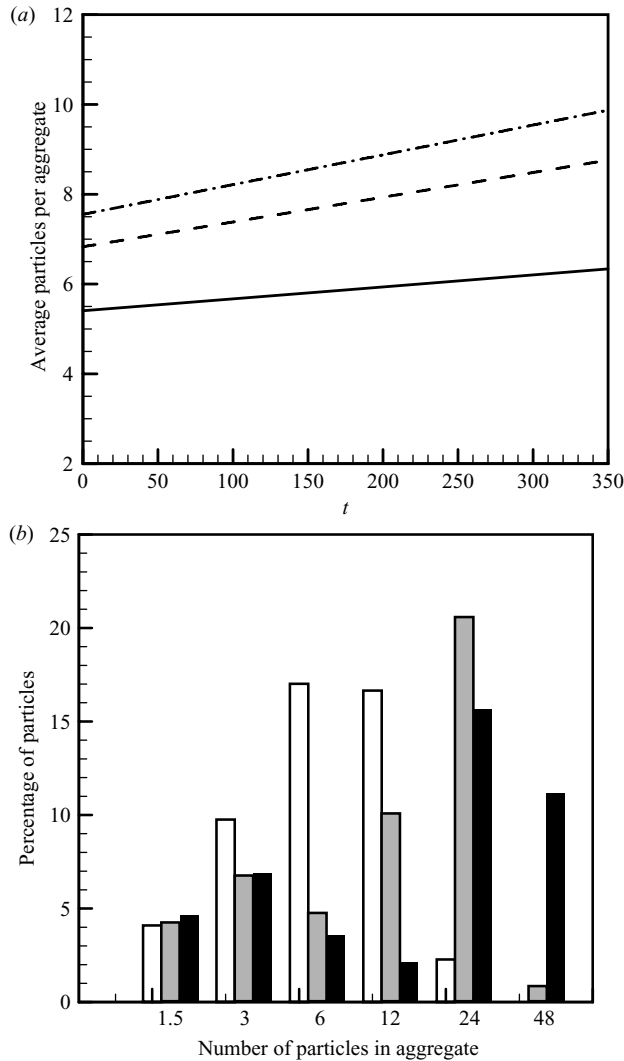 (a)
12
10
8
6
4
2
Average particles per aggregate
0 50 100 150 200 250 300 350
t
(b)
25
20
15
10
5
0
Percentage of particles
1.5 3 6 12 24 48
Number of particles in aggregate